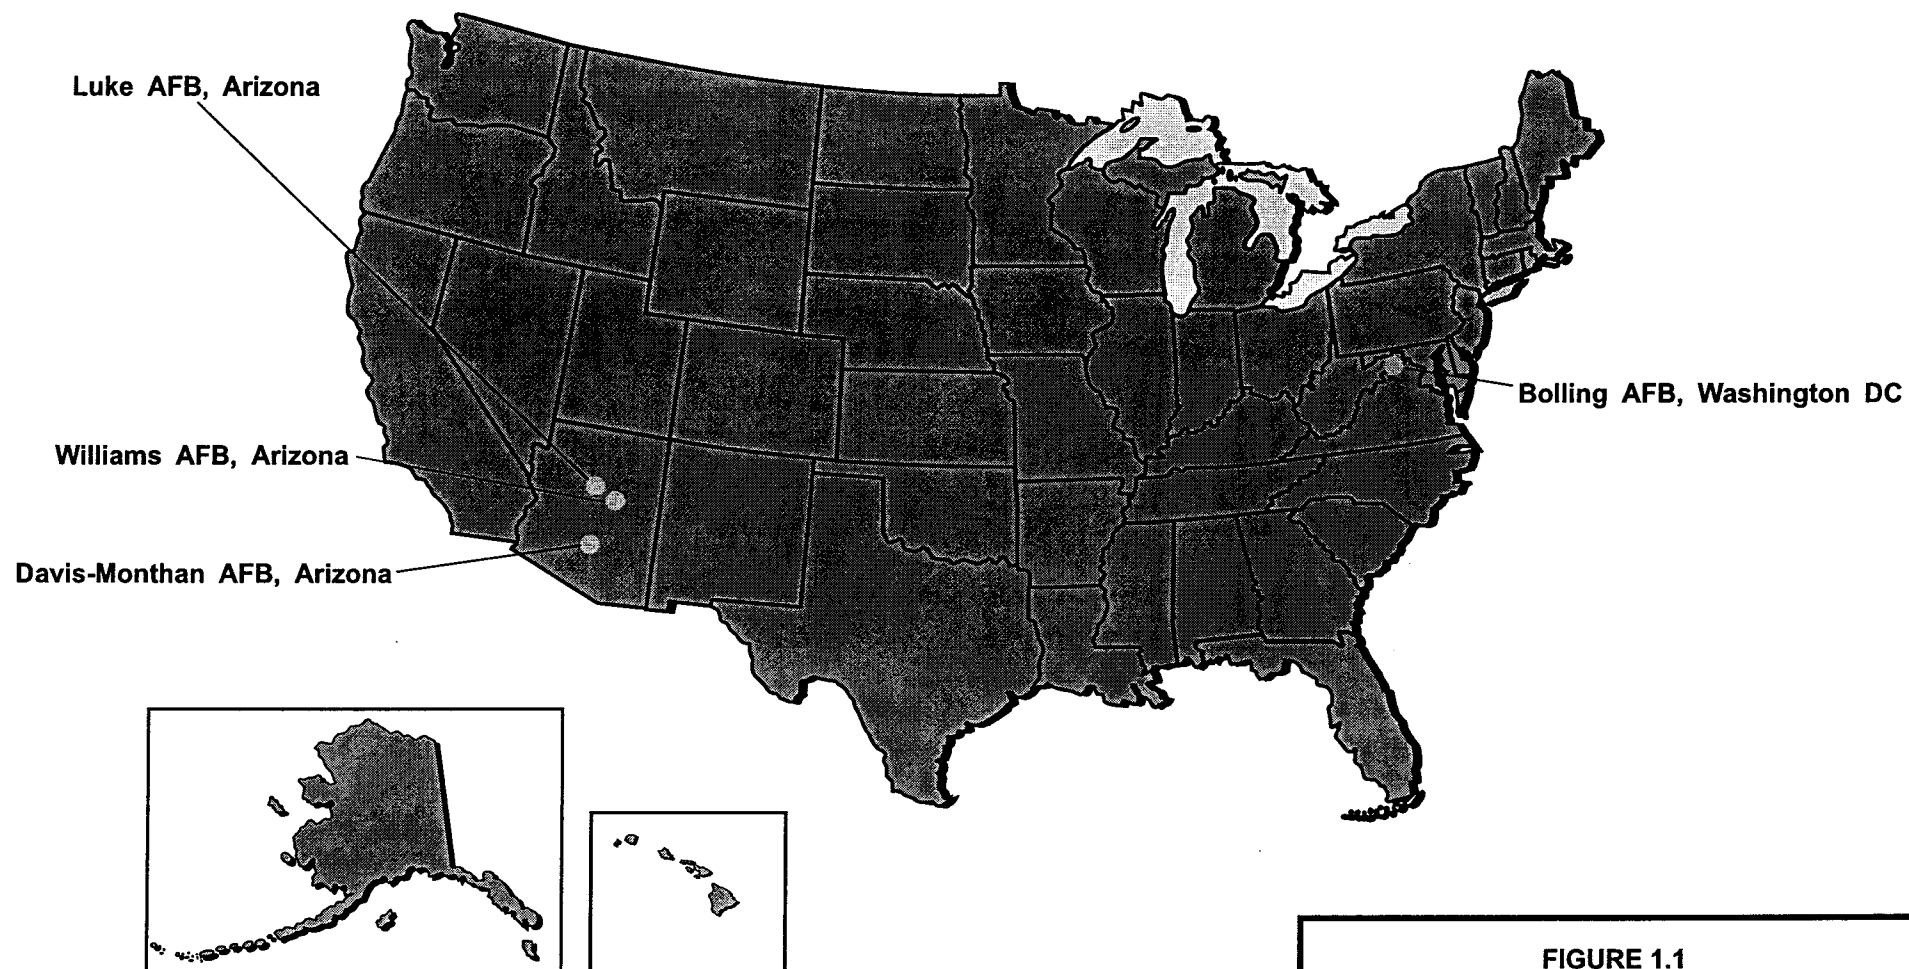 Luke AFB, Arizona
Bolling AFB, Washington DC
Williams AFB, Arizona
Davis-Monthan AFB, Arizona
FIGURE 1.1